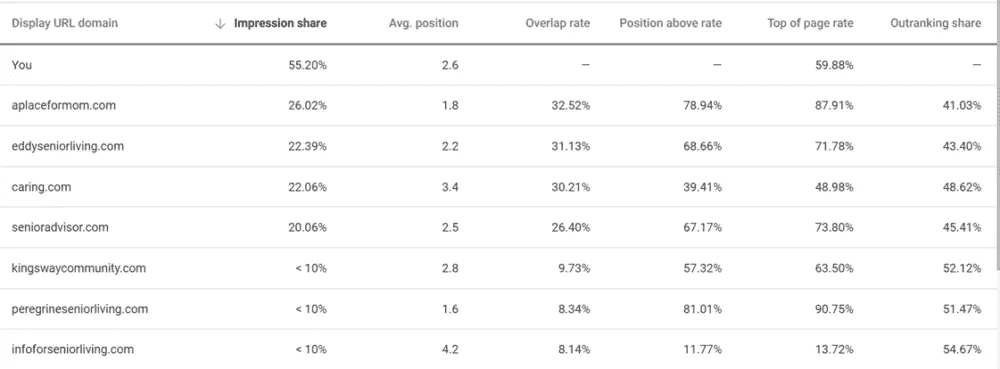 Display URL domain ↓ Impression share Avg. position Overlap rate Position above rate Top of page rate Outranking share
You 55.20% 2.6 — — 59.88% —
aplaceformom.com 26.02% 1.8 32.52% 78.94% 87.91% 41.03%
eddyseniorliving.com 22.39% 2.2 31.13% 68.66% 71.78% 43.40%
caring.com 22.06% 3.4 30.21% 39.41% 48.98% 48.62%
senioradvisor.com 20.06% 2.5 26.40% 67.17% 73.80% 45.41%
kingswaycommunity.com < 10% 2.8 9.73% 57.32% 63.50% 52.12%
peregrineseniorliving.com < 10% 1.6 8.34% 81.01% 90.75% 51.47%
infoforseniorliving.com < 10% 4.2 8.14% 11.77% 13.72% 54.67%